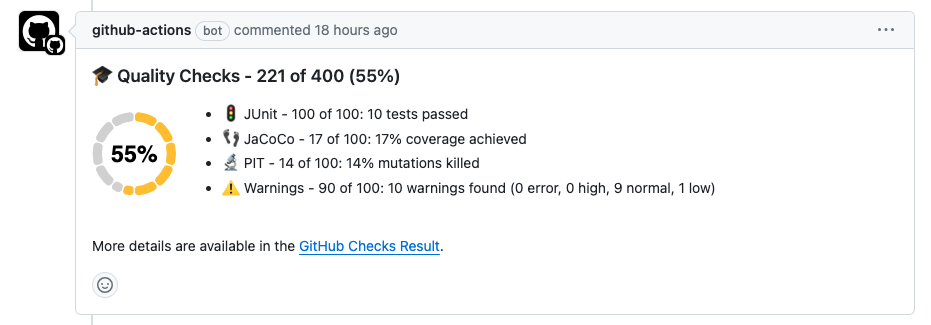 github-actions bot commented 18 hours ago
🎓 Quality Checks - 221 of 400 (55%)
55%
• 🚦 JUnit - 100 of 100: 10 tests passed
• 👣 JaCoCo - 17 of 100: 17% coverage achieved
• 🔬 PIT - 14 of 100: 14% mutations killed
• ⚠️ Warnings - 90 of 100: 10 warnings found (0 error, 0 high, 9 normal, 1 low)
More details are available in the GitHub Checks Result.